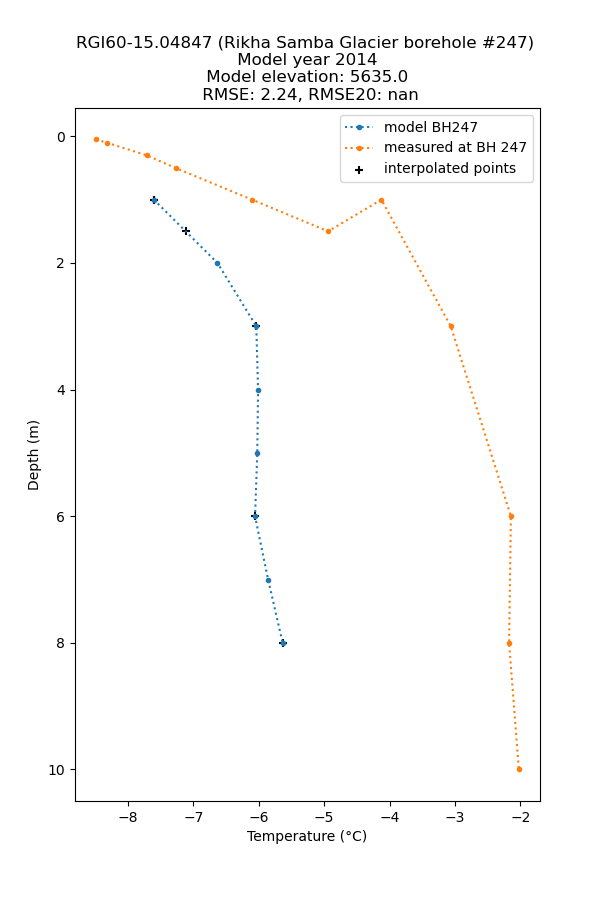 RGI60-15.04847 (Rikha Samba Glacier borehole #247)
Model year 2014
Model elevation: 5635.0
RMSE: 2.24, RMSE20: nan
model BH247
measured at BH 247
interpolated points
0
2
4
6
8
10
Depth (m)
−8 −7 −6 −5 −4 −3 −2
Temperature (°C)